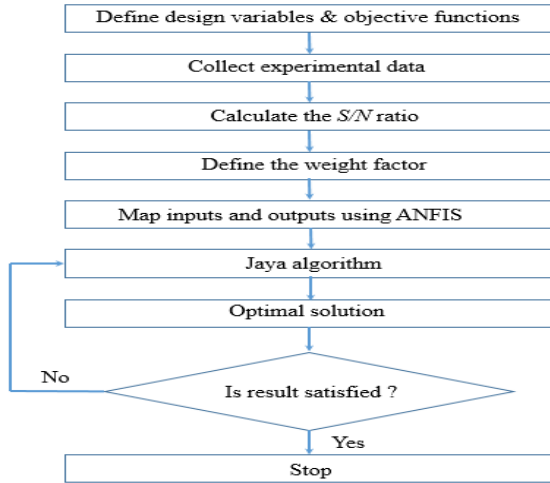 Define design variables & objective functions
Collect experimental data
Calculate the S/N ratio
Define the weight factor
Map inputs and outputs using ANFIS
Jaya algorithm
Optimal solution
Is result satisfied ?
No
Yes
Stop